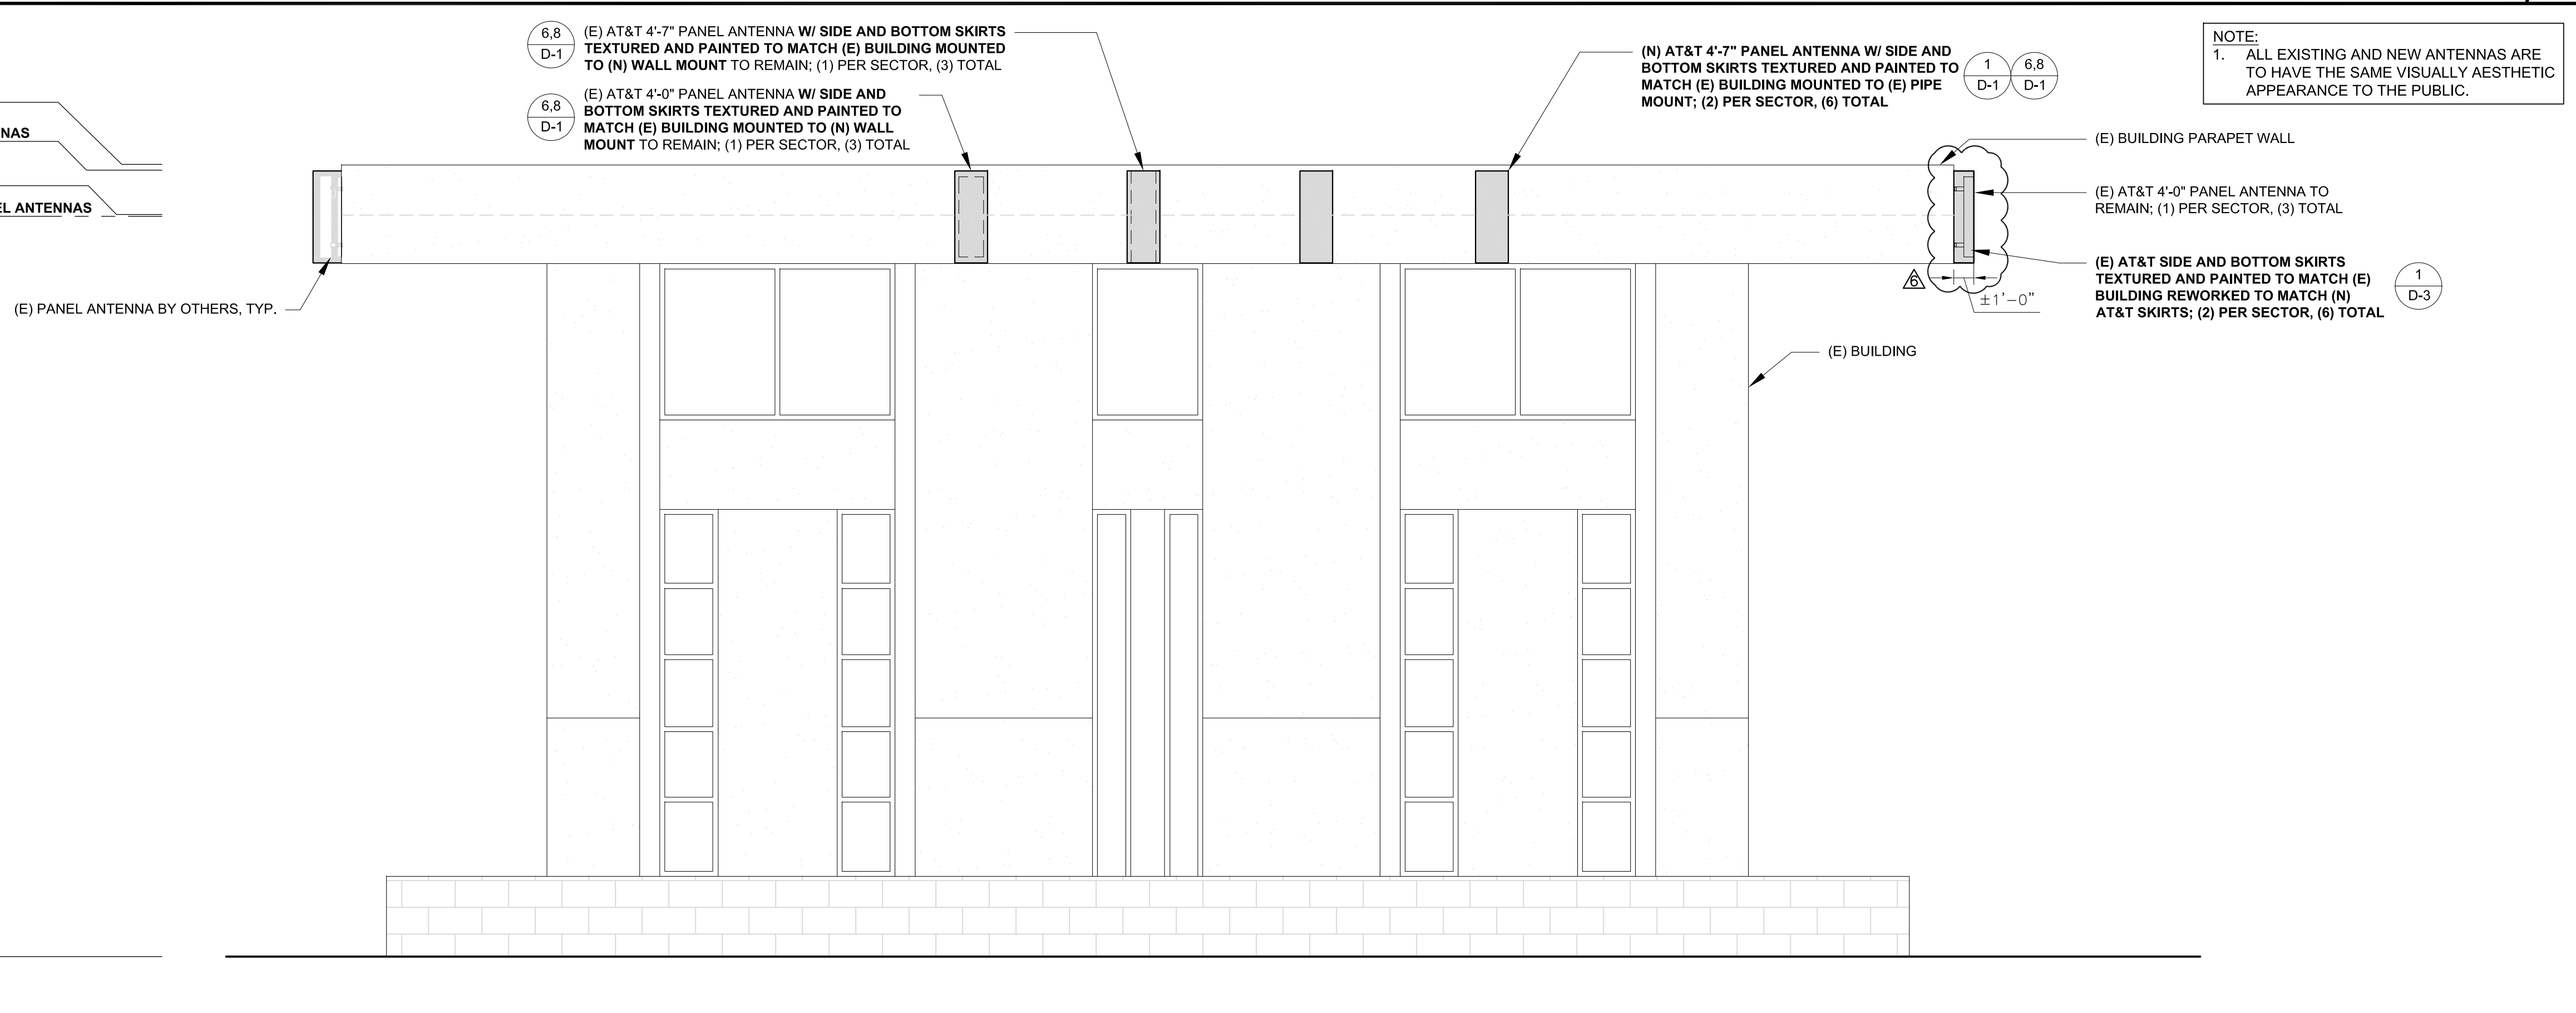 6,8
D-1
(E) AT&T 4'-7" PANEL ANTENNA W/ SIDE AND BOTTOM SKIRTS
TEXTURED AND PAINTED TO MATCH (E) BUILDING MOUNTED
TO (N) WALL MOUNT TO REMAIN; (1) PER SECTOR, (3) TOTAL
6,8
D-1
(E) AT&T 4'-0" PANEL ANTENNA W/ SIDE AND
BOTTOM SKIRTS TEXTURED AND PAINTED TO
MATCH (E) BUILDING MOUNTED TO (N) WALL
MOUNT TO REMAIN; (1) PER SECTOR, (3) TOTAL
(N) AT&T 4'-7" PANEL ANTENNA W/ SIDE AND
BOTTOM SKIRTS TEXTURED AND PAINTED TO
MATCH (E) BUILDING MOUNTED TO (E) PIPE
MOUNT; (2) PER SECTOR, (6) TOTAL
1
D-1
6,8
D-1
NOTE:
1. ALL EXISTING AND NEW ANTENNAS ARE
TO HAVE THE SAME VISUALLY AESTHETIC
APPEARANCE TO THE PUBLIC.
NAS
EL ANTENNAS
(E) PANEL ANTENNA BY OTHERS, TYP.
(E) BUILDING PARAPET WALL
(E) AT&T 4'-0" PANEL ANTENNA TO
REMAIN; (1) PER SECTOR, (3) TOTAL
(E) AT&T SIDE AND BOTTOM SKIRTS
TEXTURED AND PAINTED TO MATCH (E)
BUILDING REWORKED TO MATCH (N)
AT&T SKIRTS; (2) PER SECTOR, (6) TOTAL
1
D-3
6
±1'-0"
(E) BUILDING